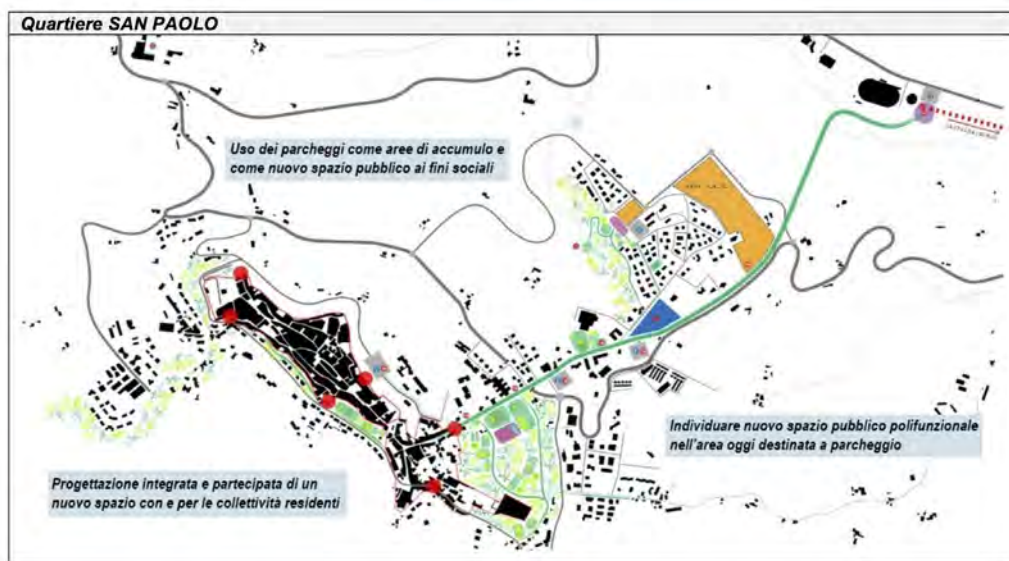 Quartiere SAN PAOLO
Uso dei parcheggi come aree di accumulo e
come nuovo spazio pubblico ai fini sociali
Individuare nuovo spazio pubblico polifunzionale
nell'area oggi destinata a parcheggio
Progettazione integrata e partecipata di un
nuovo spazio con e per le collettività residenti